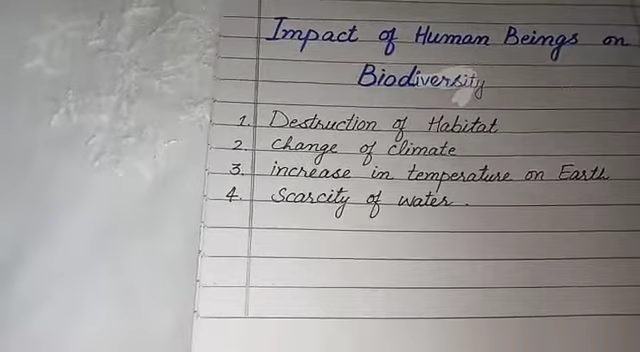 Impact of Human Beings on
Biodiversity
1. Destruction of Habitat
2. change of climate
3. increase in temperature on Earth
4. Scarcity of water.